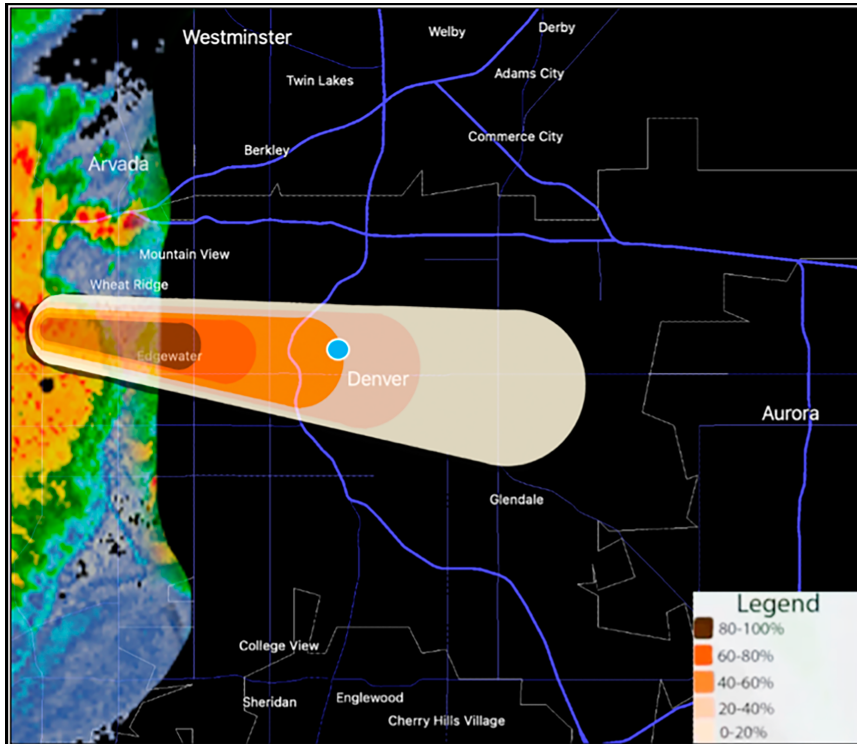 Westminster
Welby
Derby
Twin Lakes
Adams City
Commerce City
Berkley
Arvada
Mountain View
Wheat Ridge
Edgewater
Denver
Aurora
Glendale
College View
Sheridan
Englewood
Cherry Hills Village
Legend
80-100%
60-80%
40-60%
20-40%
0-20%